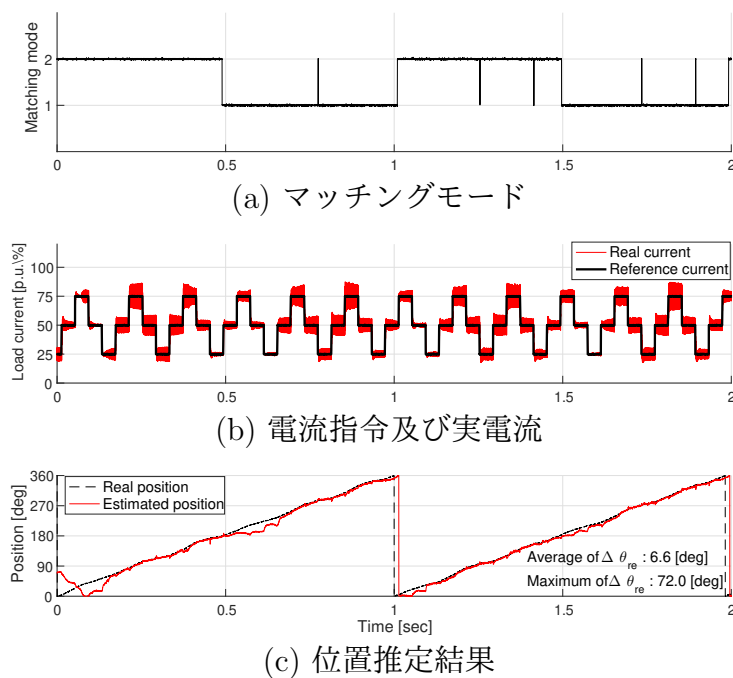 Matching mode
2
1
0
0.5
1
1.5
2
(a) マッチングモード
Load current [p.u.\%]
100
75
50
25
0
Real current
Reference current
0
0.5
1
1.5
2
(b) 電流指令及び実電流
Position [deg]
360
270
180
90
0
Real position
Estimated position
Average of Δ θre : 6.6 [deg]
Maximum of Δ θre : 72.0 [deg]
0
0.5
1
1.5
2
Time [sec]
(c) 位置推定結果